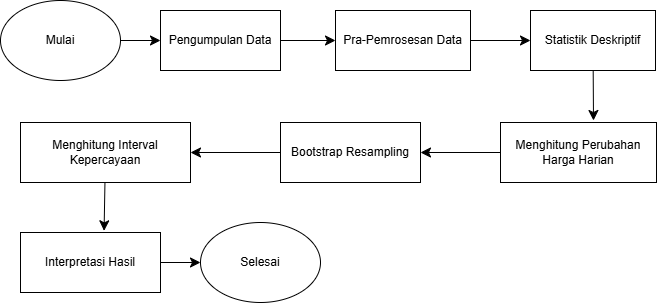 Mulai
Pengumpulan Data
Pra-Pemrosesan Data
Statistik Deskriptif
Menghitung Perubahan
Harga Harian
Bootstrap Resampling
Menghitung Interval
Kepercayaan
Interpretasi Hasil
Selesai